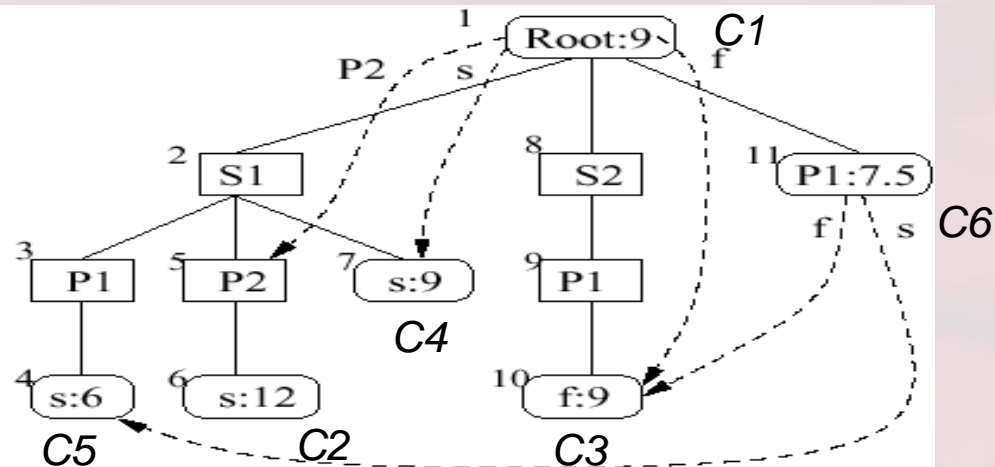 1 Root:9 C1
P2 s f
2 S1 8 S2 11 P1:7.5
f s C6
3 P1 5 P2 7 s:9 9 P1
C4
4 s:6 6 s:12 10 f:9
C5 C2 C3